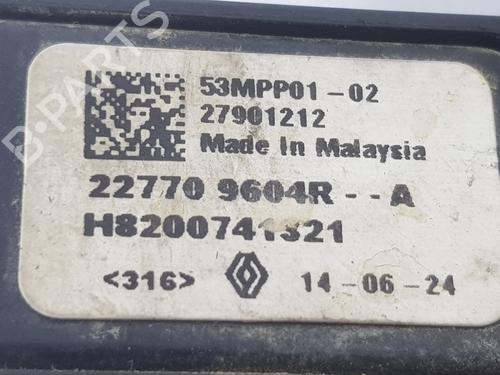 53MPP01-02
27901212
Made In Malaysia
22770 9604R--A
H8200741321
<316> 14-06-24
B-PARTS